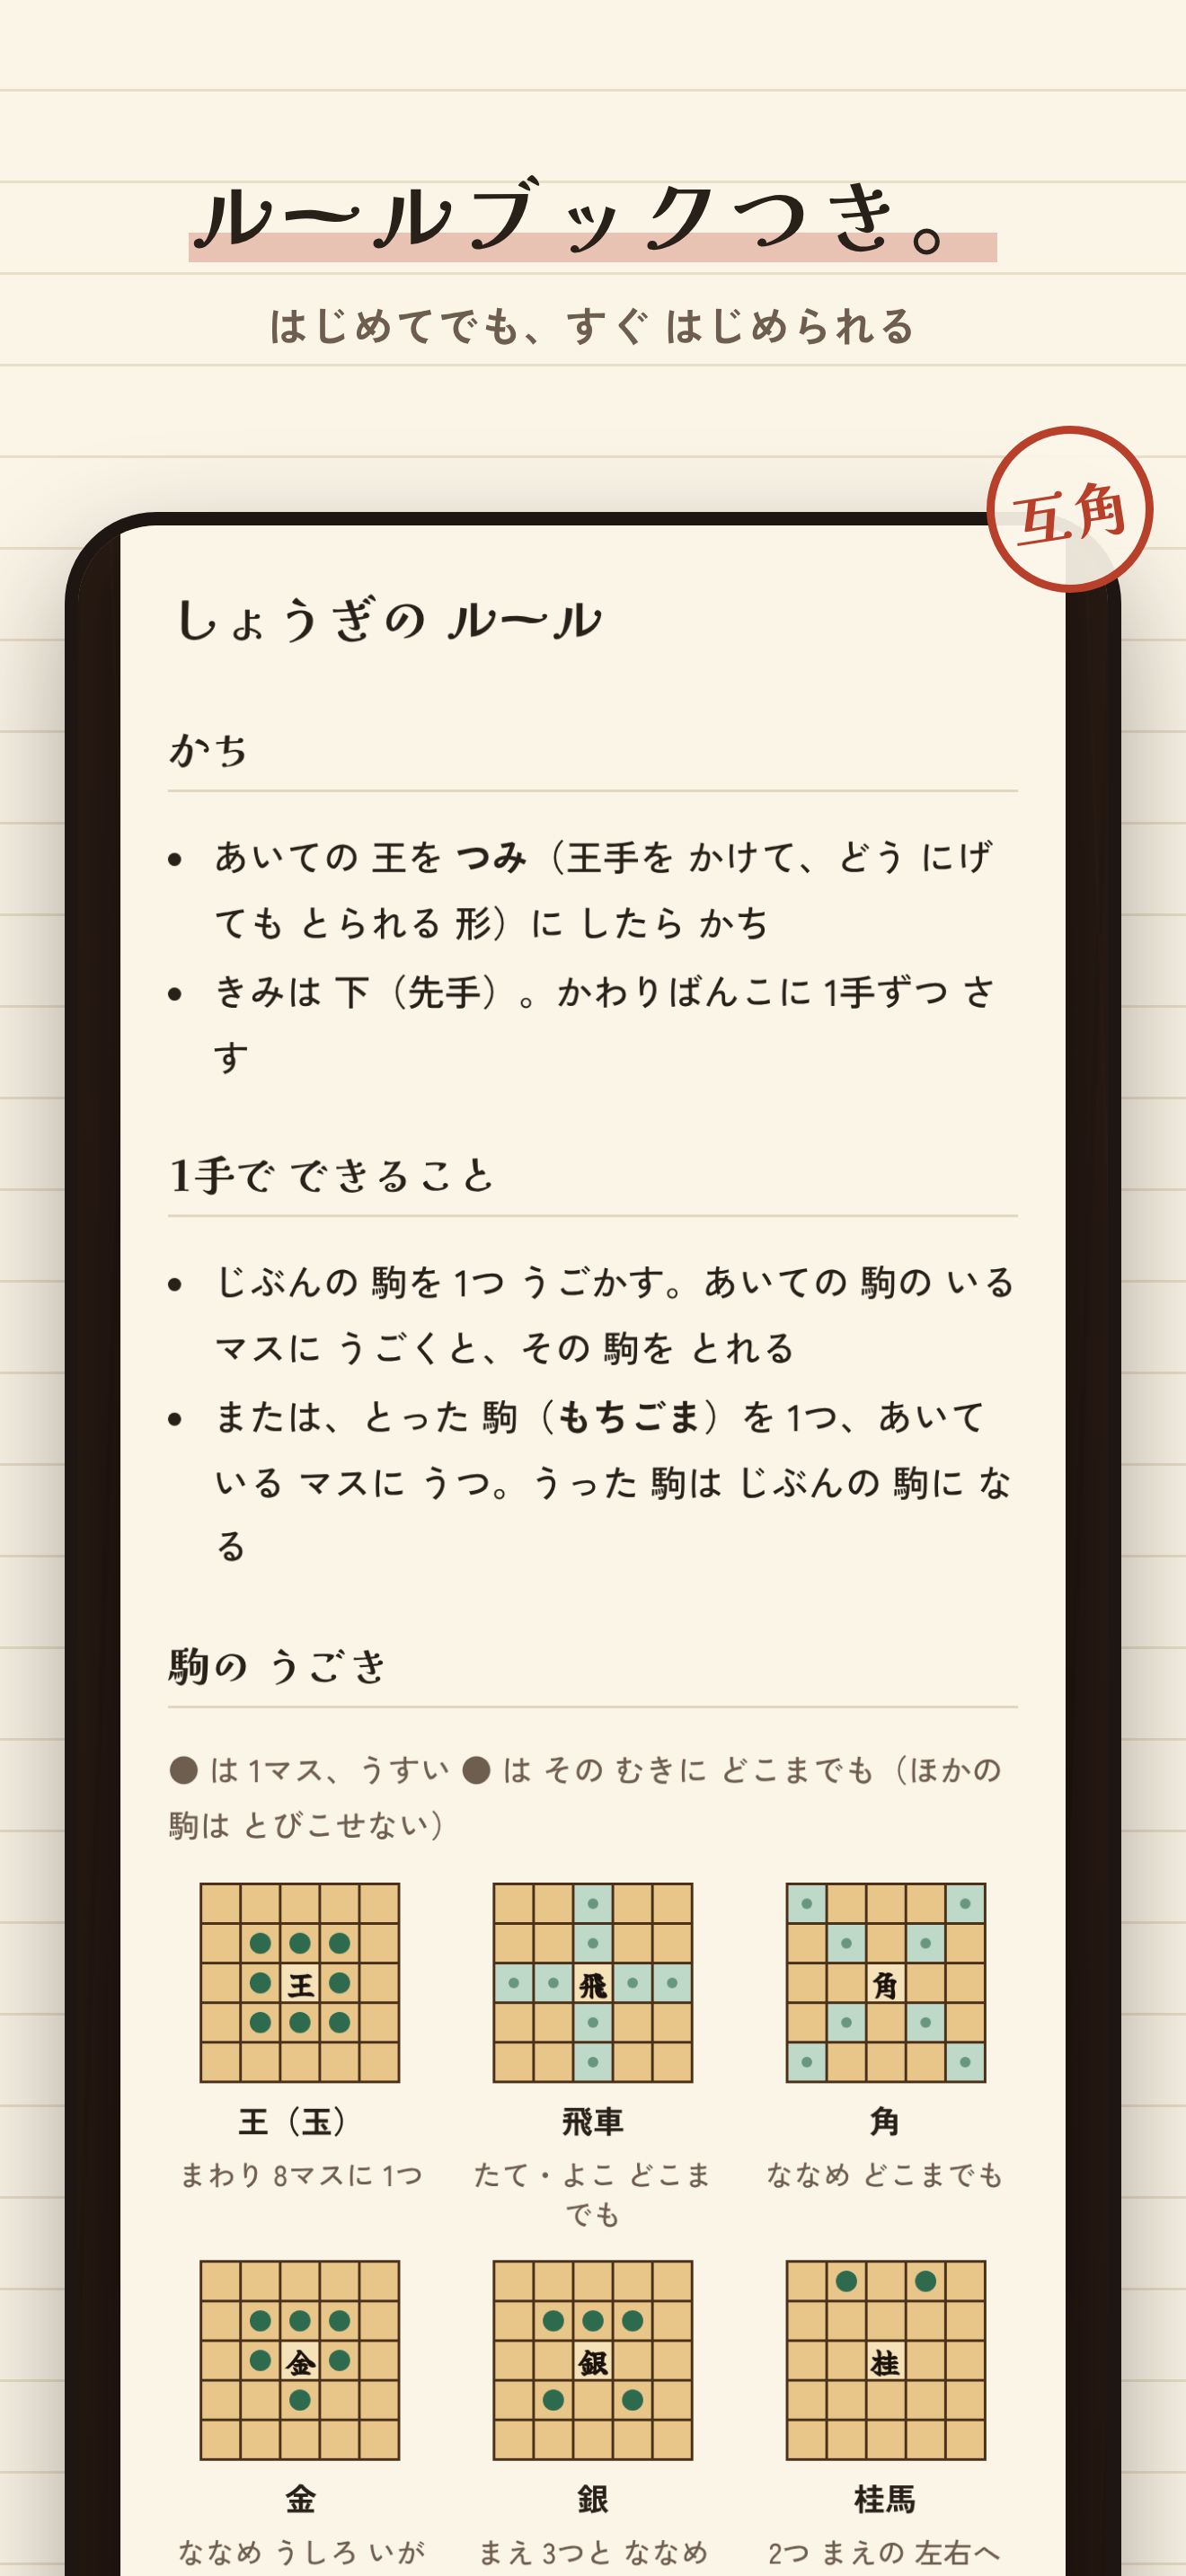 ルールブックつき。
はじめてでも、すぐ はじめられる
互角
しょうぎの ルール
かち
• あいての 王を つみ（王手を かけて、どう にげ
ても とられる 形）に したら かち
• きみは 下（先手）。かわりばんこに 1手ずつ さ
す
1手で できること
• じぶんの 駒を 1つ うごかす。あいての 駒の いる
マスに うごくと、その 駒を とれる
• または、とった 駒（もちごま）を 1つ、あいて
いる マスに うつ。うった 駒は じぶんの 駒に な
る
駒の うごき
● は 1マス、うすい ● は その むきに どこまでも（ほかの
駒は とびこせない）
王 飛 角
王（玉） 飛車 角
まわり 8マスに 1つ たて・よこ どこま ななめ どこまでも
でも
金 銀 桂
金 銀 桂馬
ななめ うしろ いが まえ 3つと ななめ 2つ まえの 左右へ